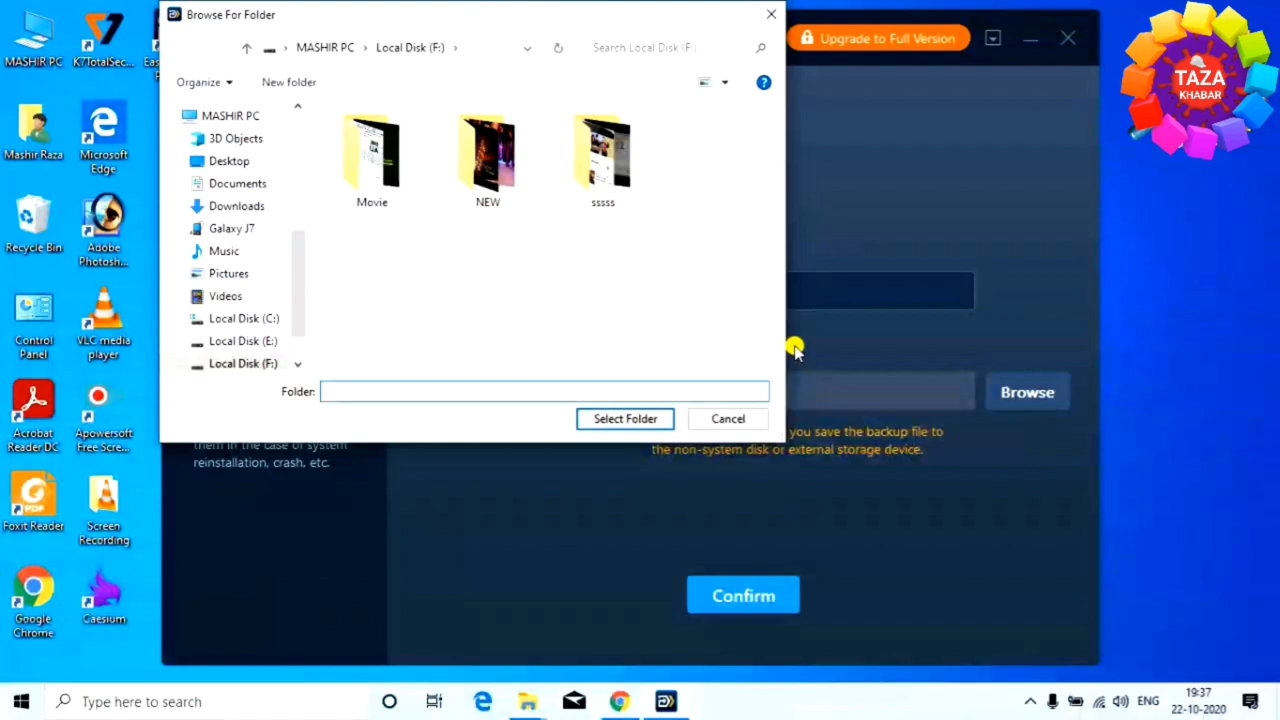 MASHIR PC
K7TotalSec...
Eas
P
Mashir Raza
Microsoft
Edge
Recycle Bin
Adobe
Photosh...
Control
Panel
VLC media
player
Acrobat
Reader DC
Apowersoft
Free Scre...
Foxit Reader
Screen
Recording
Google
Chrome
Caesium
Browse For Folder
MASHIR PC
Local Disk (F:)
Search Local Disk (F:)
Organize
New folder
MASHIR PC
3D Objects
Desktop
Documents
Downloads
Galaxy J7
Music
Pictures
Videos
Local Disk (C:)
Local Disk (E:)
Local Disk (F:)
Movie
NEW
sssss
Folder:
Select Folder
Cancel
Upgrade to Full Version
TAZA
KHABAR
Browse
you save the backup file to
the non-system disk or external storage device.
them in the case of system
reinstallation, crash, etc.
Confirm
Type here to search
ENG
19:37
22-10-2020